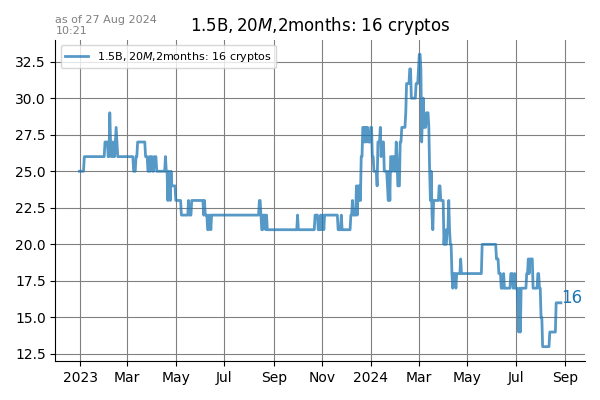 as of 27 Aug 2024
10:21
1.5B, 20M,2months: 16 cryptos
1.5B, 20M,2months: 16 cryptos
32.5
30.0
27.5
25.0
22.5
20.0
17.5
15.0
12.5
16
2023 Mar May Jul Sep Nov 2024 Mar May Jul Sep